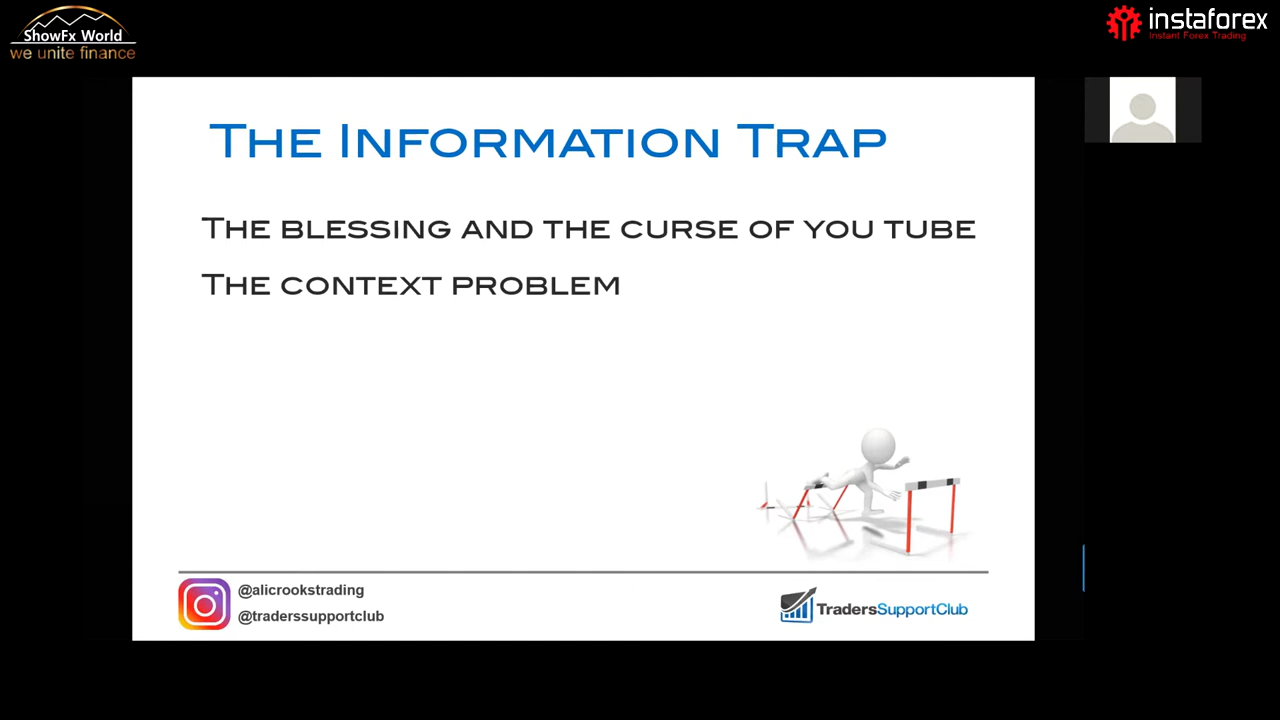 ShowFx World
we unite finance
instaforex
Instant Forex Trading
THE INFORMATION TRAP
THE BLESSING AND THE CURSE OF YOU TUBE
THE CONTEXT PROBLEM
@alicrookstrading
@traderssupportclub
TradersSupportClub